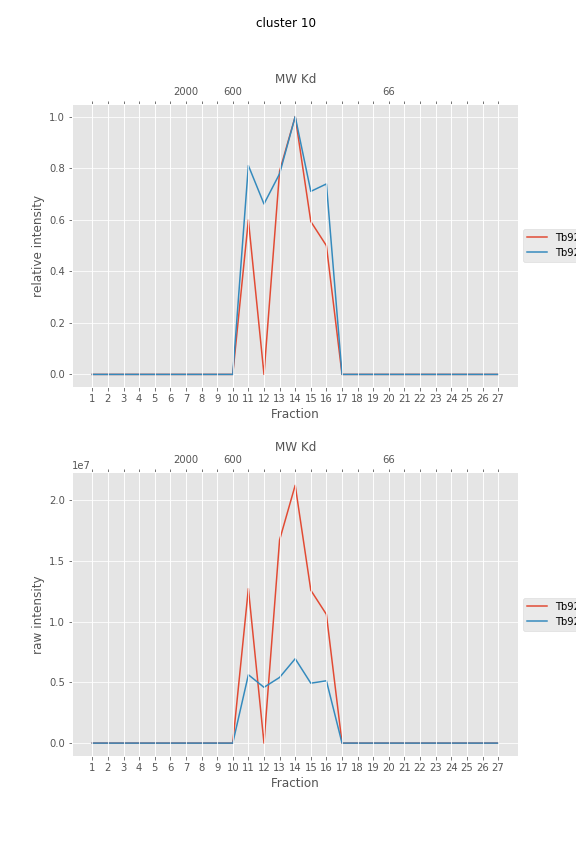 cluster 10
MW Kd
2000 600 66
1.0
0.8
0.6
0.4
0.2
0.0
relative intensity
1 2 3 4 5 6 7 8 9 10 11 12 13 14 15 16 17 18 19 20 21 22 23 24 25 26 27
Fraction
Tb92
Tb92
MW Kd
2000 600 66
1e7
2.0
1.5
1.0
0.5
0.0
raw intensity
1 2 3 4 5 6 7 8 9 10 11 12 13 14 15 16 17 18 19 20 21 22 23 24 25 26 27
Fraction
Tb92
Tb92